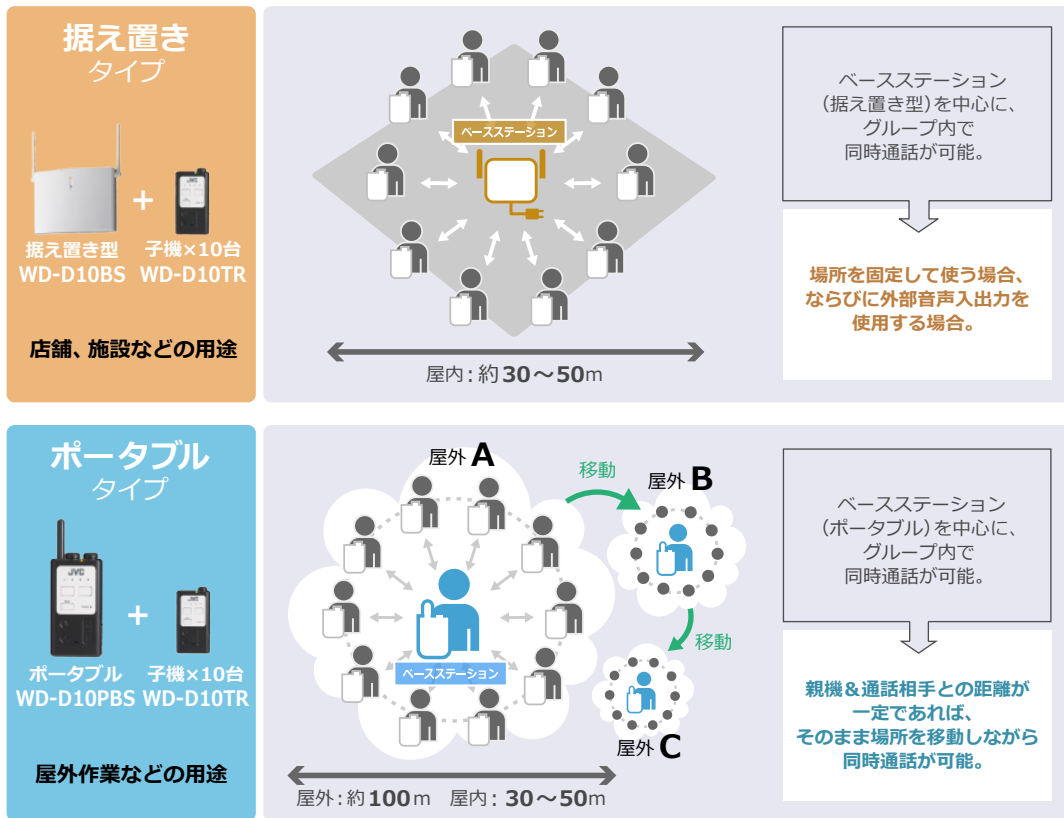 据え置き
タイプ
据え置き型
WD-D10BS
+
JVC
子機×10台
WD-D10TR
店舗、施設などの用途
ベースステーション
屋内:約30~50m
ベースステーション
(据え置き型)を中心に、
グループ内で
同時通話が可能。
場所を固定して使う場合、
ならびに外部音声入出力を
使用する場合。
ポータブル
タイプ
JVC
ポータブル
WD-D10PBS
+
JVC
子機×10台
WD-D10TR
屋外作業などの用途
屋外A
移動
屋外B
移動
屋外C
ベースステーション
屋外:約100m 屋内:30~50m
ベースステーション
(ポータブル)を中心に、
グループ内で
同時通話が可能。
親機&通話相手との距離が
一定であれば、
そのまま場所を移動しながら
同時通話が可能。